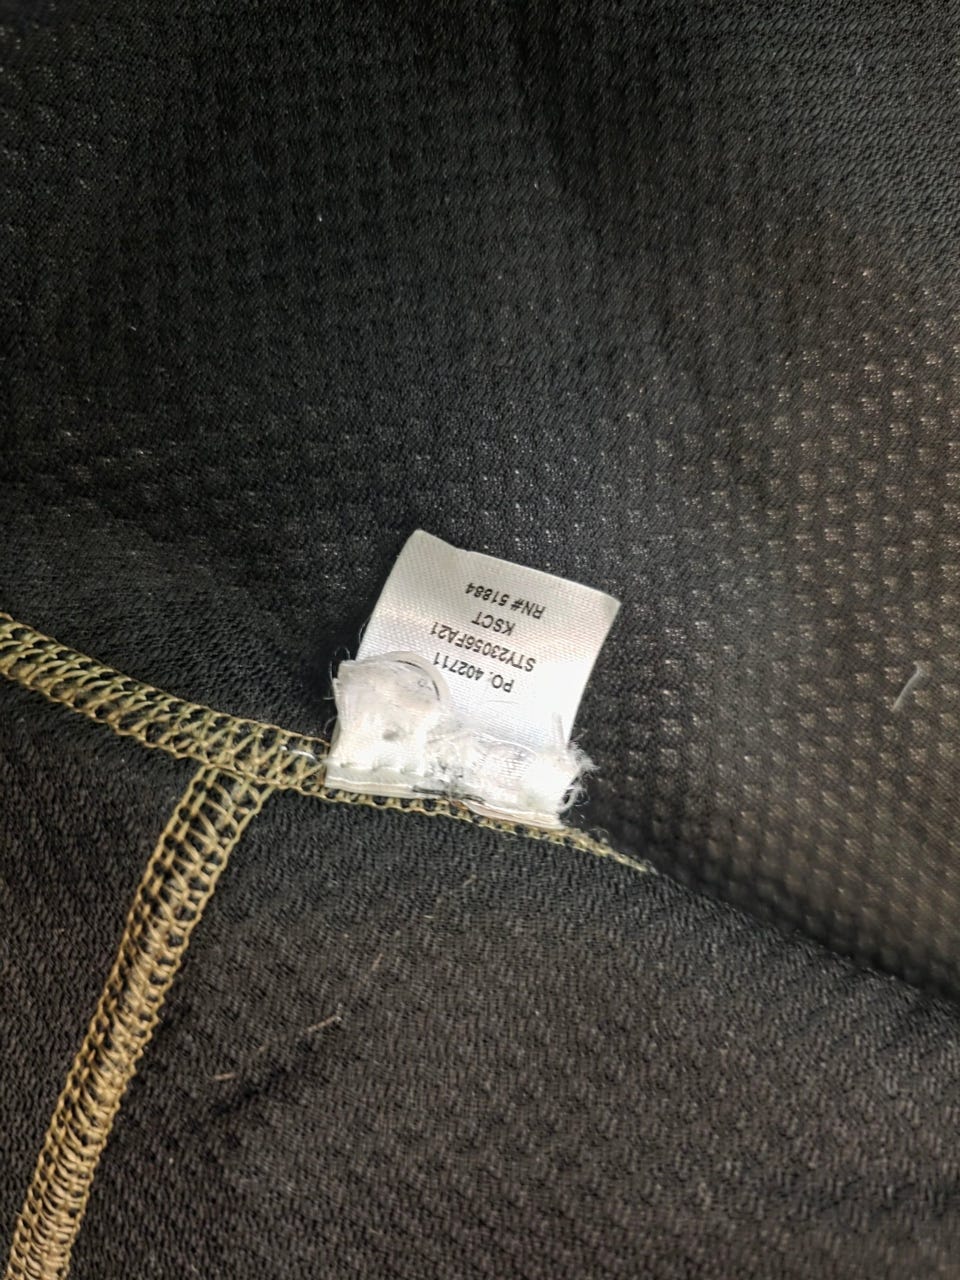 PO: 402711
STY23056FA21
KSCT
RN# 51884